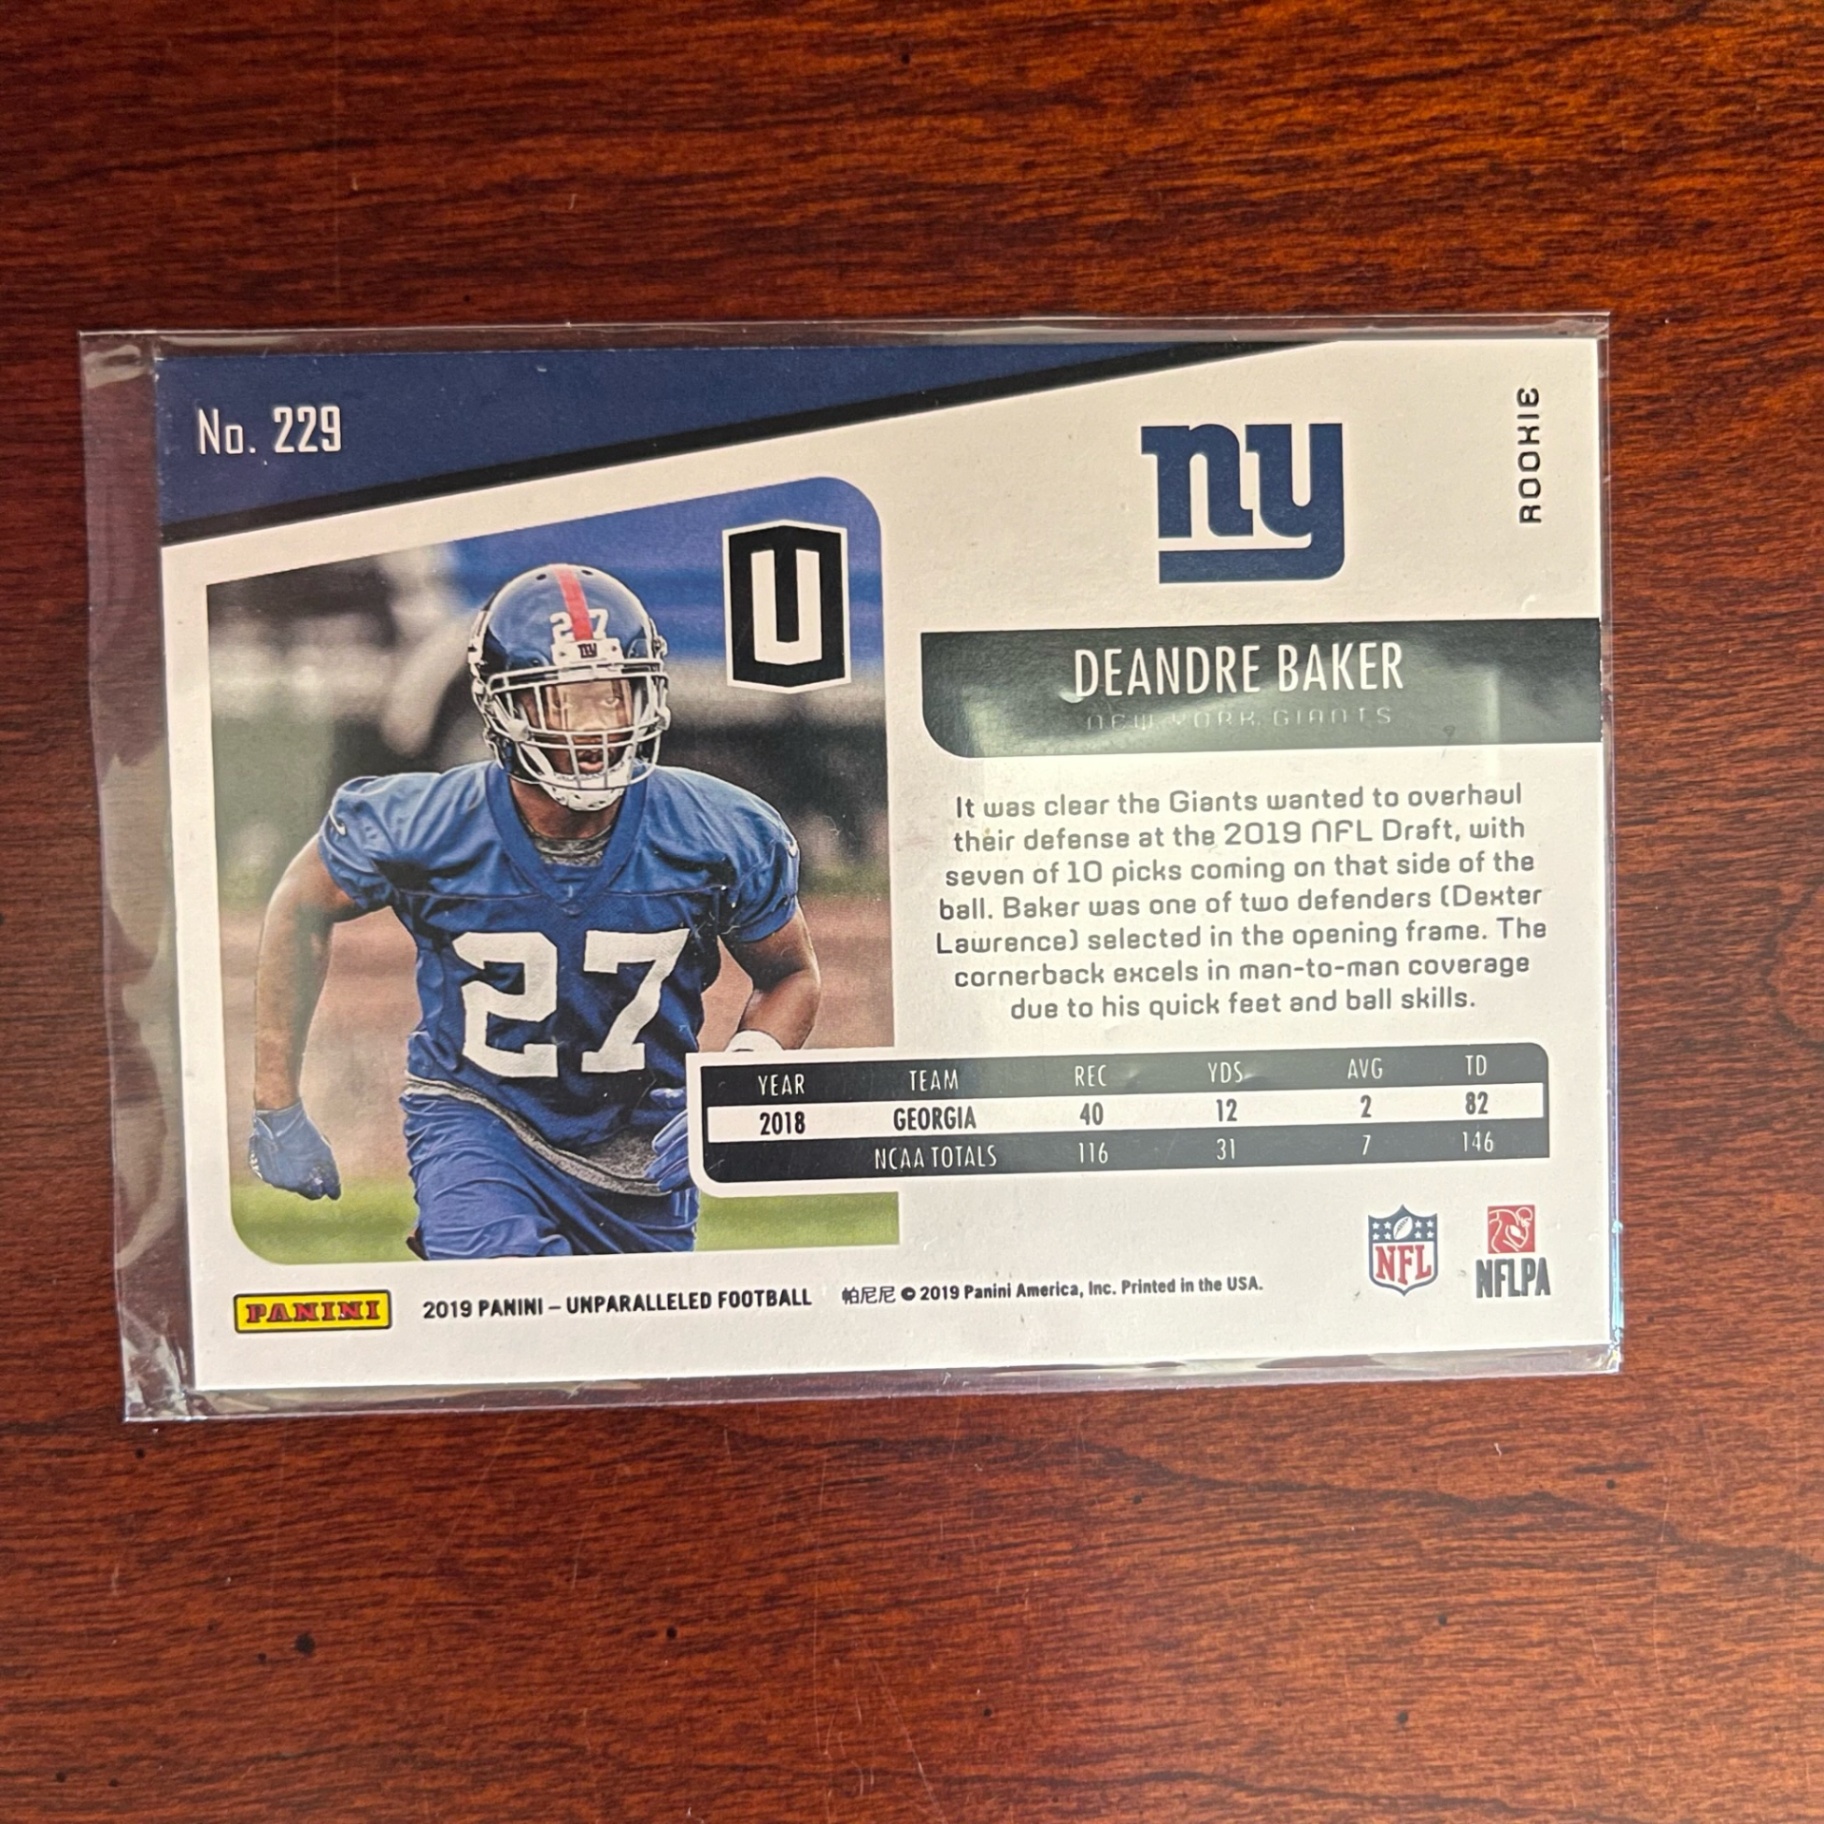 No. 229
ROOKIE
ny
U
27
ny
DEANDRE BAKER
NEW YORK GIANTS
It was clear the Giants wanted to overhaul
their defense at the 2019 NFL Draft, with
seven of 10 picks coming on that side of the
ball. Baker was one of two defenders (Dexter
Lawrence) selected in the opening frame. The
cornerback excels in man-to-man coverage
due to his quick feet and ball skills.
27
YEAR TEAM REC YDS AVG TD
2018 GEORGIA 40 12 2 82
NCAA TOTALS 116 31 7 146
NFL
NFLPA
PANINI 2019 PANINI – UNPARALLELED FOOTBALL 帕尼尼 © 2019 Panini America, Inc. Printed in the USA.